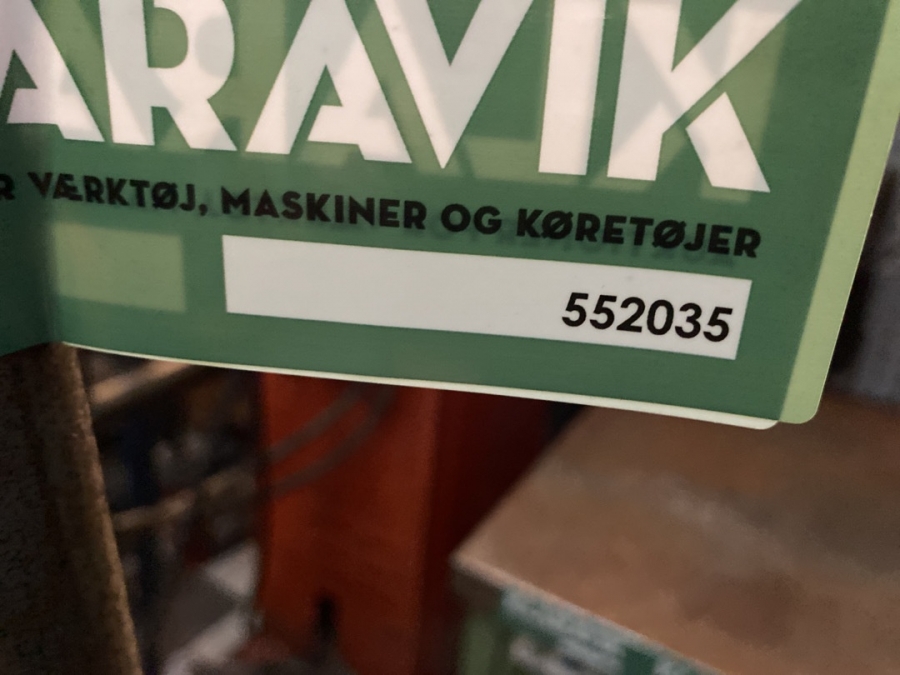 ARAVIK
R VÆRKTØJ, MASKINER OG KØRETØJER
552035